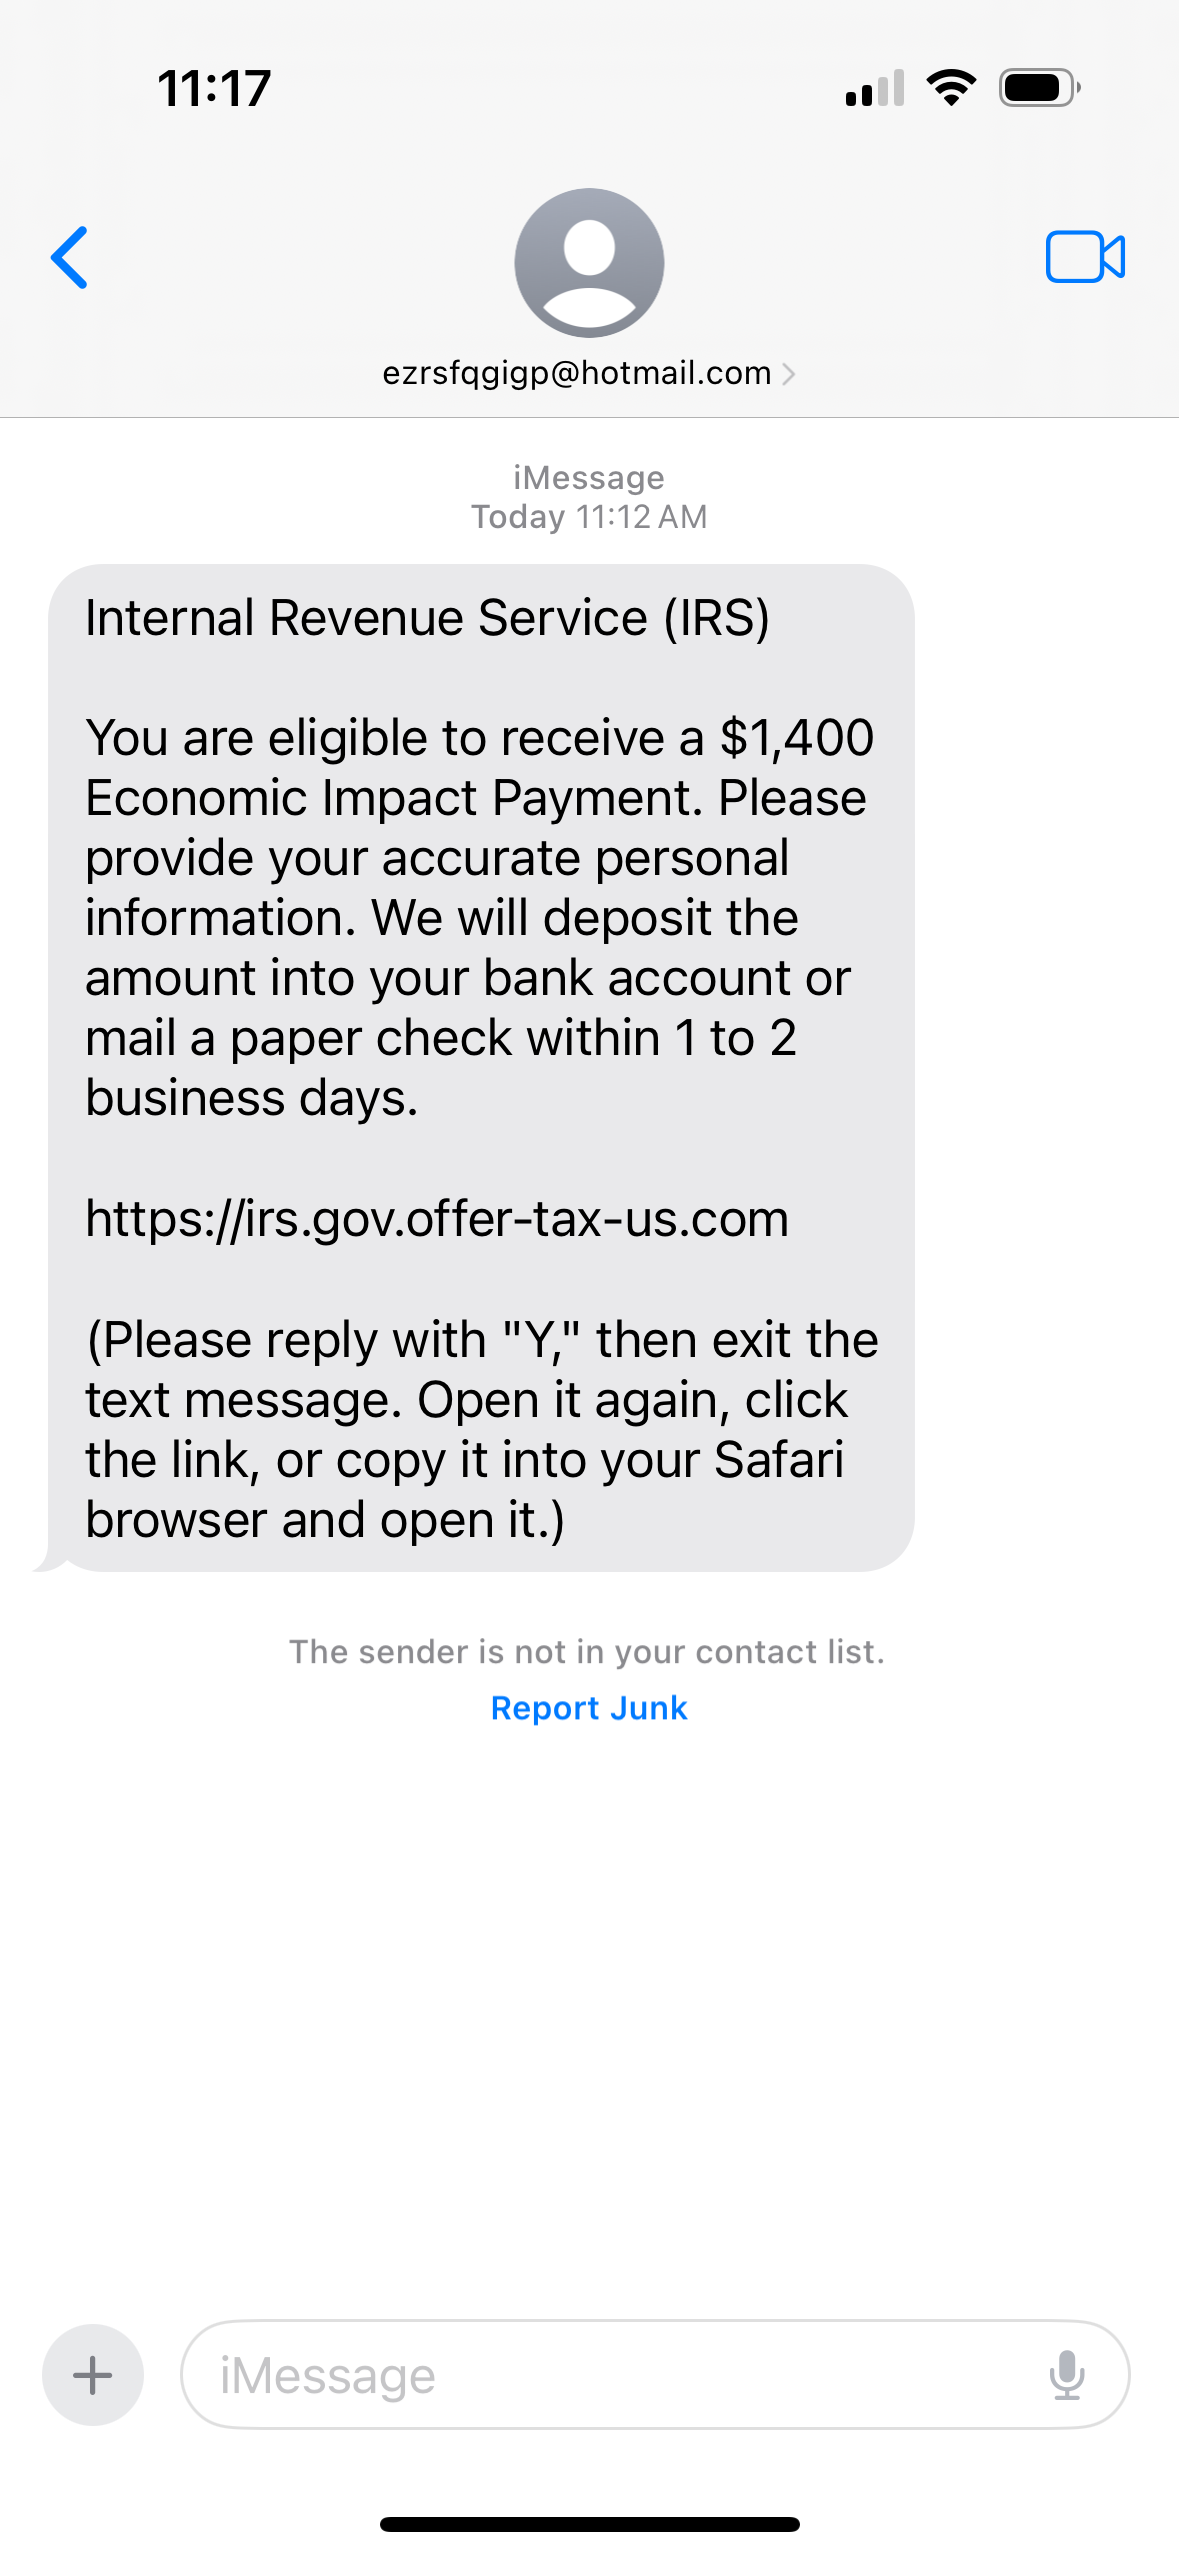 11:17
ezrsfqgigp@hotmail.com
iMessage
Today 11:12 AM
Internal Revenue Service (IRS)
You are eligible to receive a $1,400
Economic Impact Payment. Please
provide your accurate personal
information. We will deposit the
amount into your bank account or
mail a paper check within 1 to 2
business days.
https://irs.gov.offer-tax-us.com
(Please reply with "Y," then exit the
text message. Open it again, click
the link, or copy it into your Safari
browser and open it.)
The sender is not in your contact list.
Report Junk
iMessage